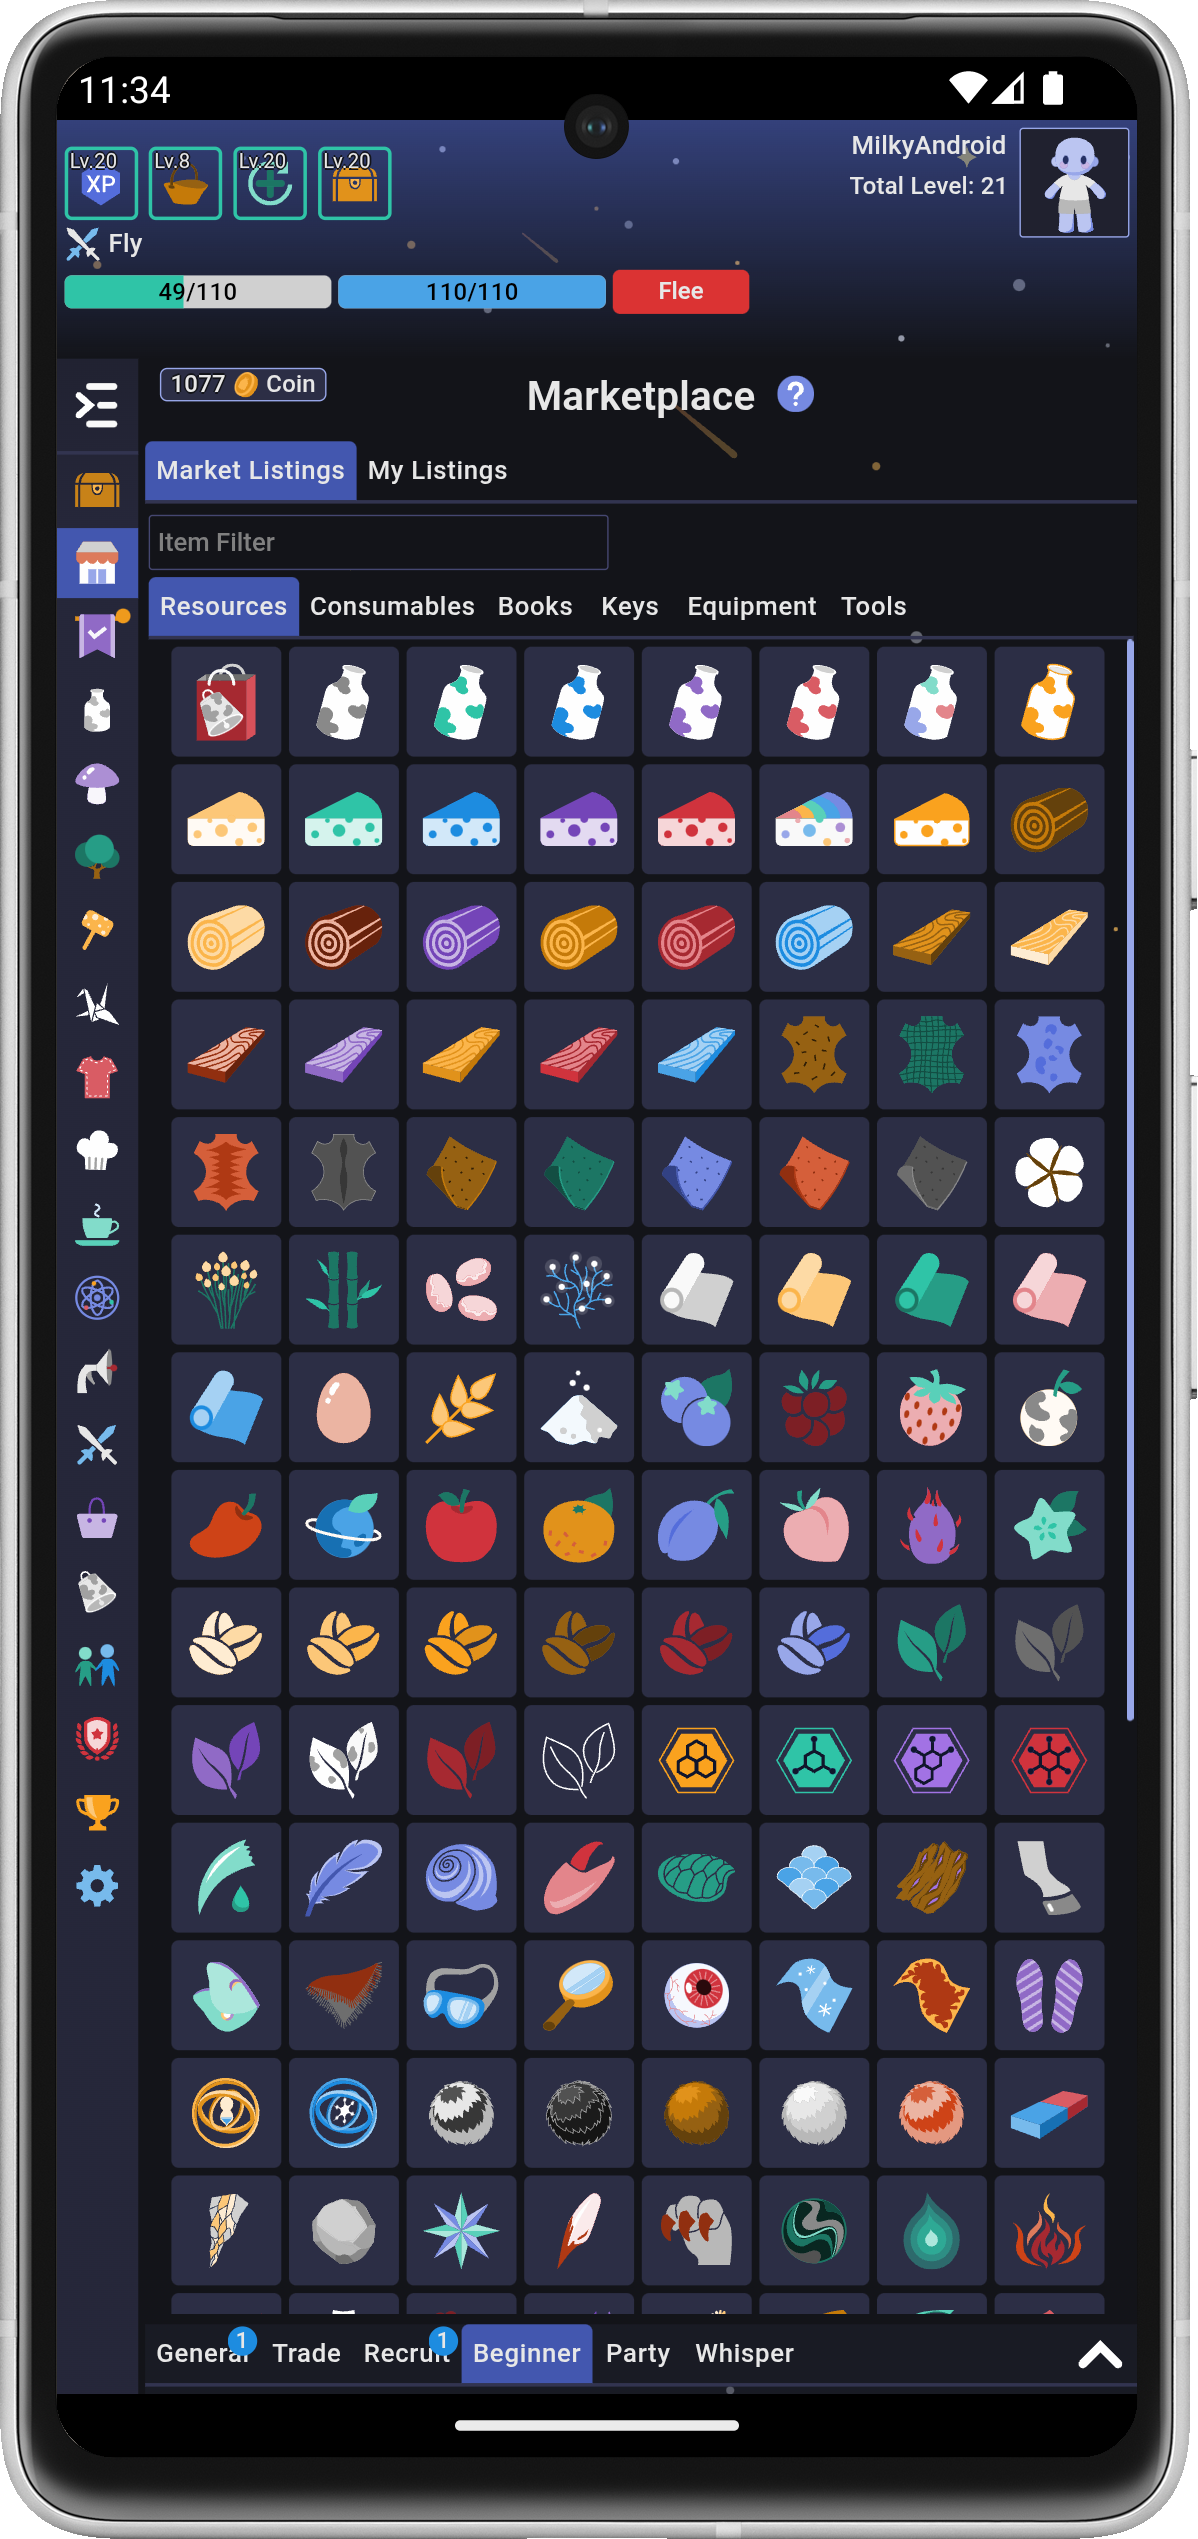 11:34
Lv.20 Lv.8 Lv.20 Lv.20
XP
MilkyAndroid
Total Level: 21
Fly
49/110 110/110 Flee
1077 Coin
Marketplace ?
Market Listings My Listings
Item Filter
Resources Consumables Books Keys Equipment Tools
General 1 Trade Recruit 1 Beginner Party Whisper